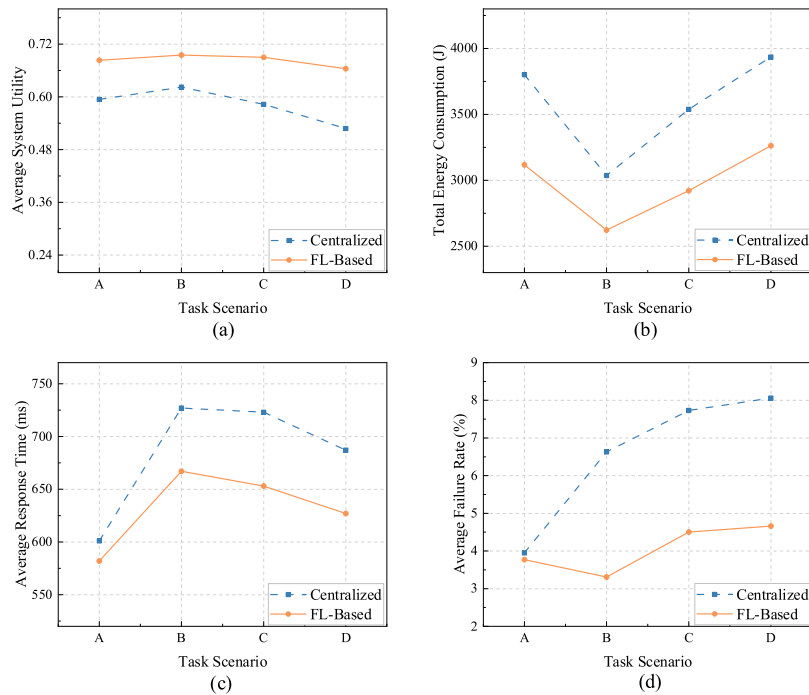 0.72
0.60
0.48
0.36
0.24
Average System Utility
Centralized
FL-Based
A B C D
Task Scenario
(a)
4000
3500
3000
2500
Total Energy Consumption (J)
Centralized
FL-Based
A B C D
Task Scenario
(b)
750
700
650
600
550
Average Response Time (ms)
Centralized
FL-Based
A B C D
Task Scenario
(c)
9
8
7
6
5
4
3
2
Average Failure Rate (%)
Centralized
FL-Based
A B C D
Task Scenario
(d)